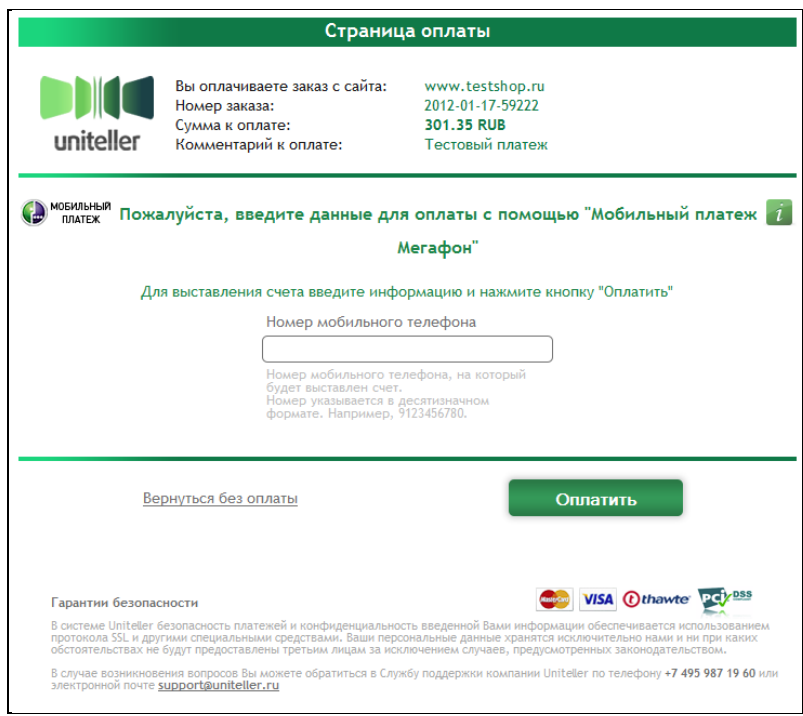 Страница оплаты
uniteller
Вы оплачиваете заказ с сайта: www.testshop.ru
Номер заказа: 2012-01-17-59222
Сумма к оплате: 301.35 RUB
Комментарий к оплате: Тестовый платеж
МОБИЛЬНЫЙ
ПЛАТЕЖ
Пожалуйста, введите данные для оплаты с помощью "Мобильный платеж
i
Мегафон"
Для выставления счета введите информацию и нажмите кнопку "Оплатить"
Номер мобильного телефона
Номер мобильного телефона, на который
будет выставлен счет.
Номер указывается в десятизначном
формате. Например, 9123456780.
Вернуться без оплаты
Оплатить
Гарантии безопасности
MasterCard VISA thawte PCI DSS
В системе Uniteller безопасность платежей и конфиденциальность введенной Вами информации обеспечивается использованием
протокола SSL и другими специальными средствами. Ваши персональные данные хранятся исключительно нами и ни при каких
обстоятельствах не будут предоставлены третьим лицам за исключением случаев, предусмотренных законодательством.
В случае возникновения вопросов Вы можете обратиться в Службу поддержки компании Uniteller по телефону +7 495 987 19 60 или
электронной почте support@uniteller.ru